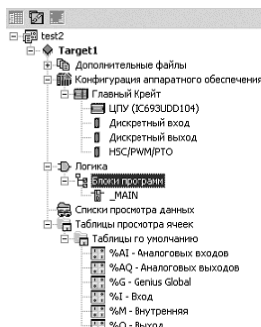 test2
Target1
Дополнительные файлы
Конфигурация аппаратного обеспечения
Главный Крейт
ЦПУ (IC693UDD104)
Дискретный вход
Дискретный выход
HSC/PWM/PTO
Логика
Блоки программ
_MAIN
Списки просмотра данных
Таблицы просмотра ячеек
Таблицы го умолчанию
%AI - Аналоговых входов
%AQ - Аналоговых выходов
%G - Genius Global
%I - Вход
%M - Внутренняя
%Q - Выход